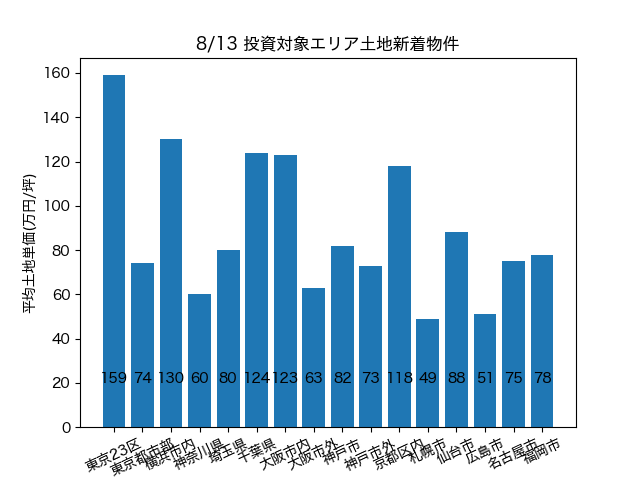 8/13 投資対象エリア土地新着物件
平均土地単価(万円/坪)
160
140
120
100
80
60
40
20
0
159 74 130 60 80 124 123 63 82 73 118 49 88 51 75 78
東京23区
東京都市部
横浜市内
神奈川県
埼玉県
千葉県
大阪市内
大阪市外
神戸市
神戸市外
京都区内
札幌市
仙台市
広島市
名古屋市
福岡市